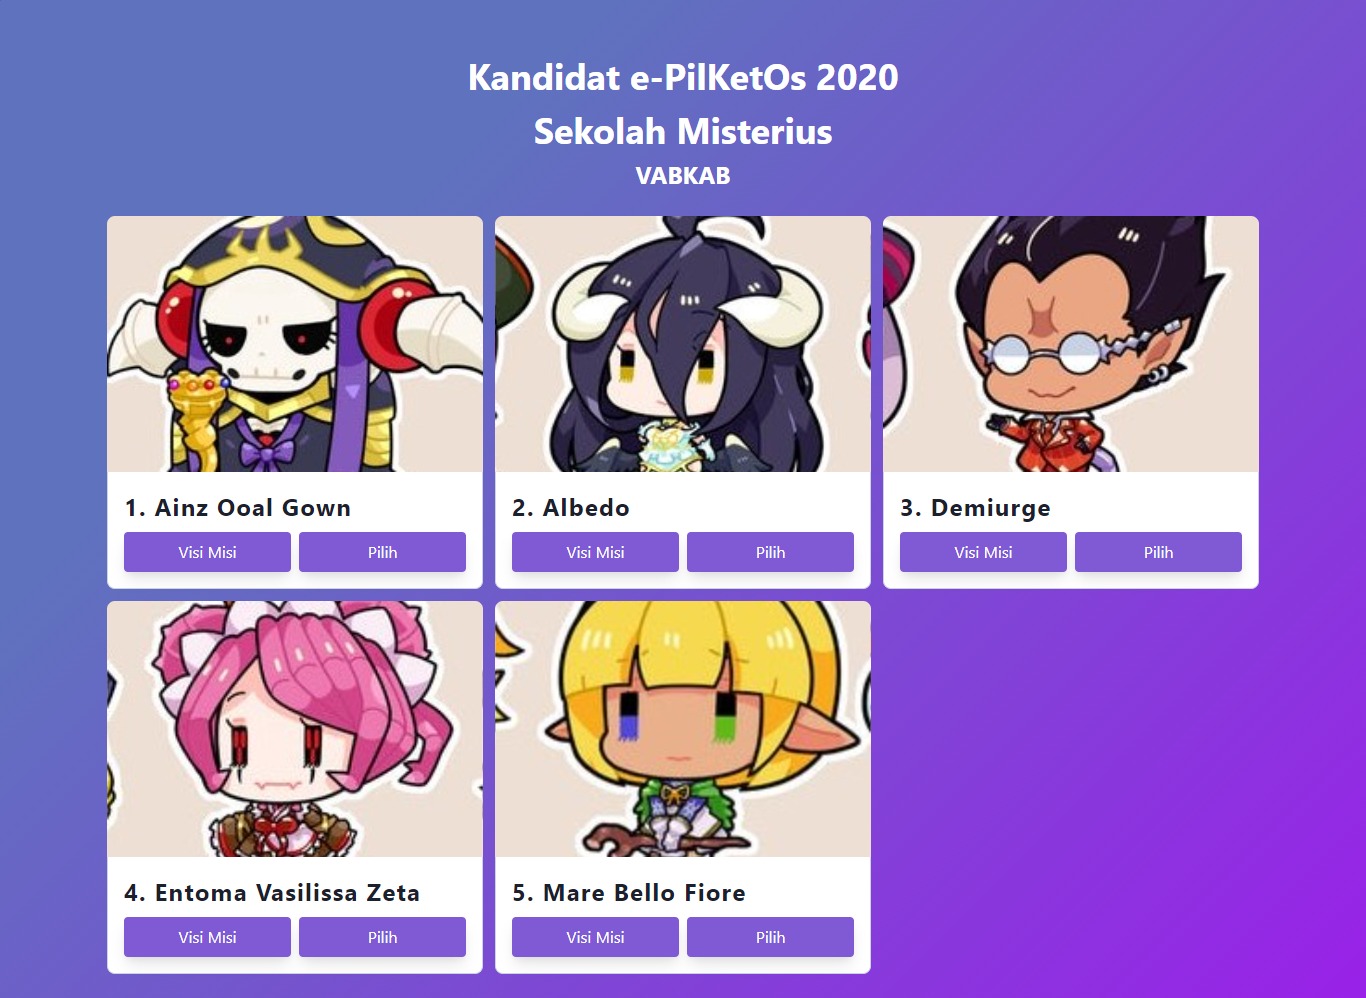 Kandidat e-PilKetOs 2020
Sekolah Misterius
VABKAB
1. Ainz Ooal Gown
Visi Misi
Pilih
2. Albedo
Visi Misi
Pilih
3. Demiurge
Visi Misi
Pilih
4. Entoma Vasilissa Zeta
Visi Misi
Pilih
5. Mare Bello Fiore
Visi Misi
Pilih